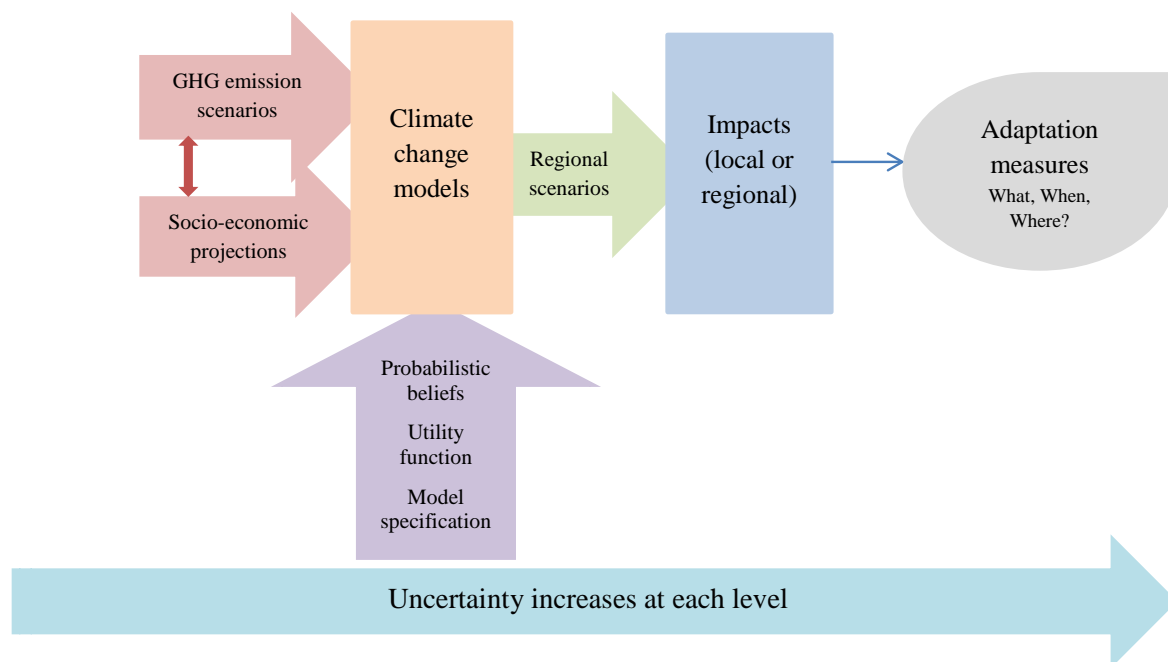 GHG emission
scenarios
Socio-economic
projections
Climate
change
models
Regional
scenarios
Impacts
(local or
regional)
Adaptation
measures
What, When,
Where?
Probabilistic
beliefs
Utility
function
Model
specification
Uncertainty increases at each level